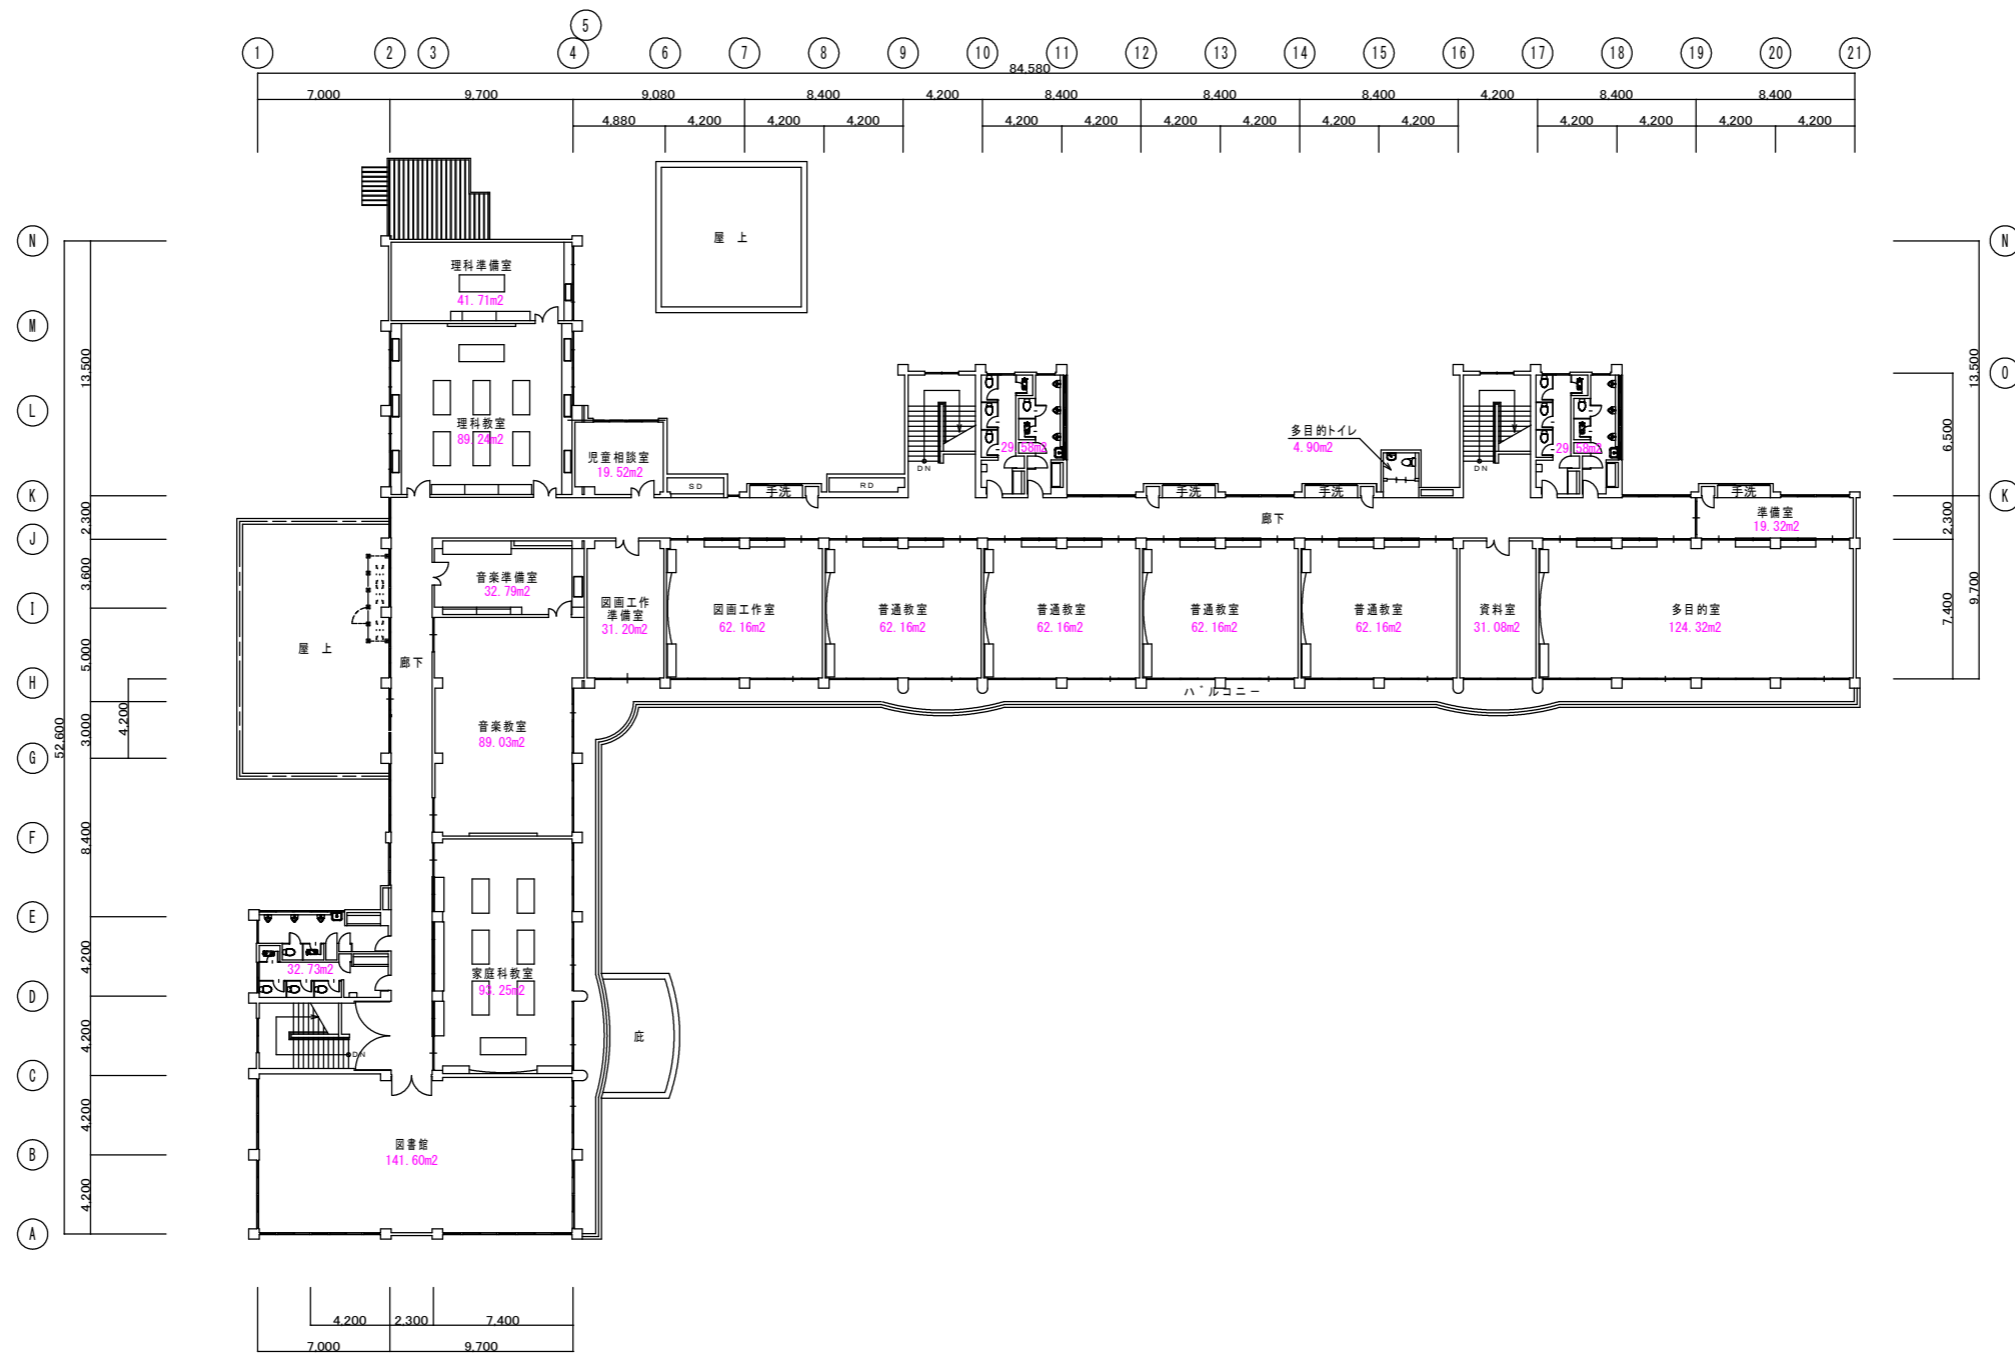 5
1 2 3 4 6 7 8 9 10 11 12 13 14 15 16 17 18 19 20 21
84.580
7.000 9.700 9.080 8.400 4.200 8.400 8.400 8.400 4.200 8.400 8.400
4.880 4.200 4.200 4.200 4.200 4.200 4.200 4.200 4.200 4.200 4.200 4.200 4.200 4.200
N
M
L
K
J
I
H
G
F
E
D
C
B
A
52.600
13.500
2.300
3.600
5.000
3.000
4.200
8.400
4.200
4.200
4.200
4.200
N
O
K
13.500
6.500
2.300
7.400
9.700
屋 上
理科準備室
41.71m2
理科教室
89.24m2
児童相談室
19.52m2
SD
手洗
RD
DN
29.58m2
手洗
手洗
多目的トイレ
4.90m2
DN
29.58m2
手洗
廊下
準備室
19.32m2
音楽準備室
32.79m2
図画工作
準備室
31.20m2
図画工作室
62.16m2
普通教室
62.16m2
普通教室
62.16m2
普通教室
62.16m2
普通教室
62.16m2
資料室
31.08m2
多目的室
124.32m2
バルコニー
屋 上
廊下
音楽教室
89.03m2
32.73m2
家庭科教室
93.25m2
庇
DN
図書館
141.60m2
4.200 2.300 7.400
7.000 9.700